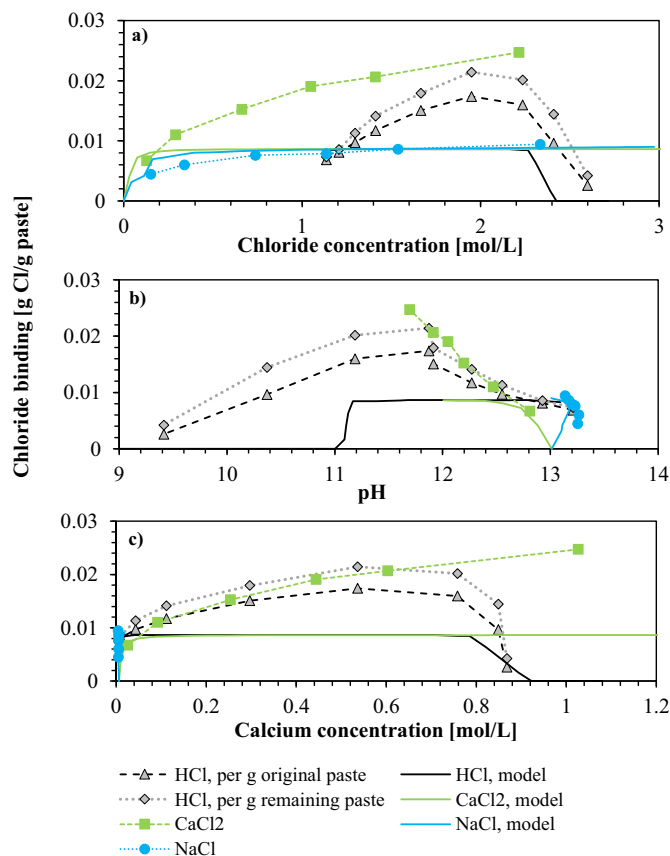 a)
0.03
0.02
0.01
0
0 1 2 3
Chloride concentration [mol/L]
Chloride binding [g Cl/g paste]
b)
0.03
0.02
0.01
0
9 10 11 12 13 14
pH
c)
0.03
0.02
0.01
0
0 0.2 0.4 0.6 0.8 1 1.2
Calcium concentration [mol/L]
HCl, per g original paste
HCl, model
HCl, per g remaining paste
CaCl2, model
CaCl2
NaCl, model
NaCl